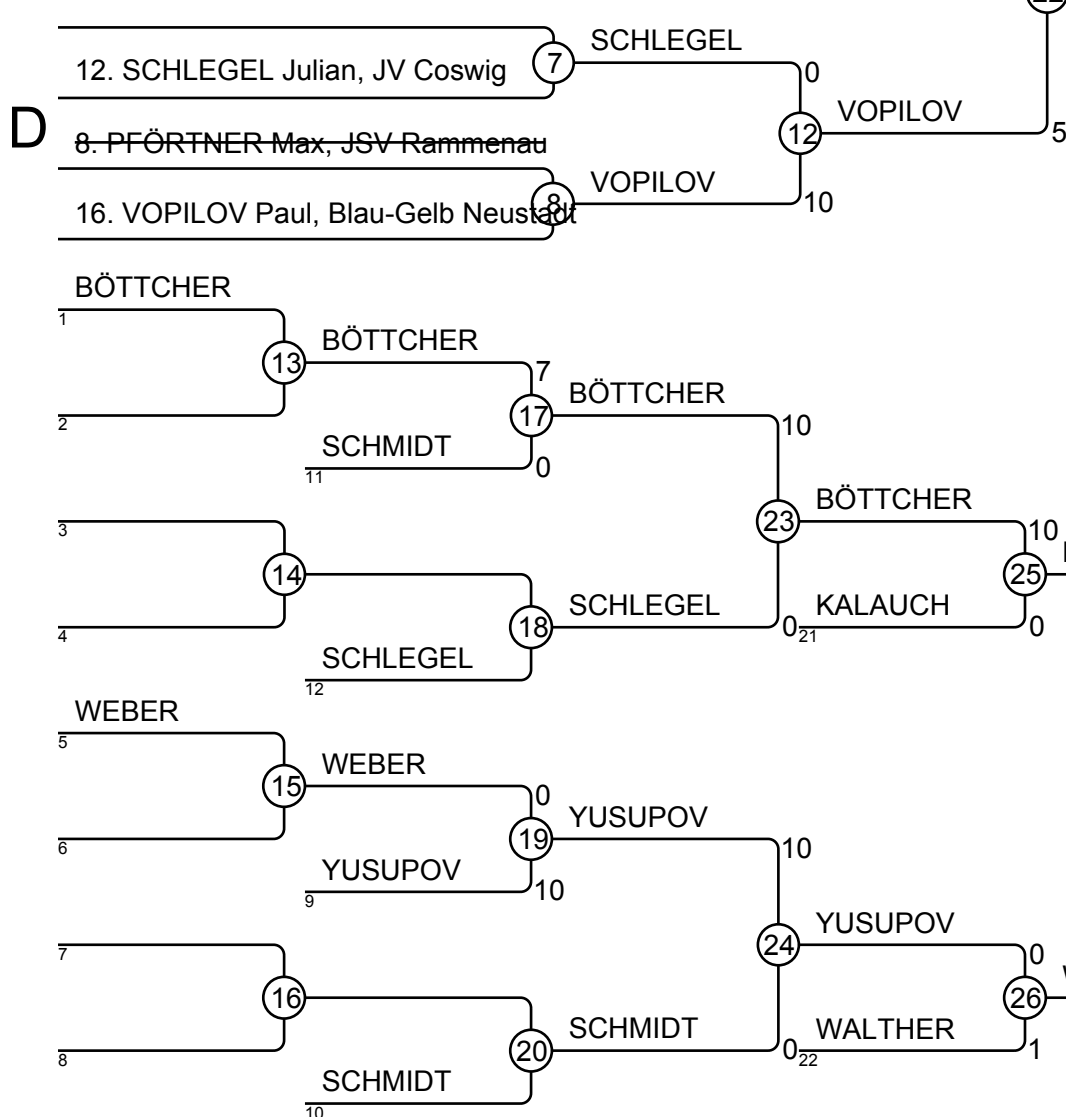 SCHLEGEL
12. SCHLEGEL Julian, JV Coswig
7
0
VOPILOV
D
8. PFÖRTNER Max, JSV Rammenau
12
5
VOPILOV
16. VOPILOV Paul, Blau-Gelb Neustadt
8
10
BÖTTCHER
1
13
BÖTTCHER
7
2
17
BÖTTCHER
10
SCHMIDT
11
0
3
23
BÖTTCHER
10
14
25
4
18
SCHLEGEL
0
21
KALAUCH
0
SCHLEGEL
12
WEBER
5
15
WEBER
0
6
19
YUSUPOV
10
YUSUPOV
9
10
7
24
YUSUPOV
0
16
26
8
20
SCHMIDT
0
22
WALTHER
1
SCHMIDT
10